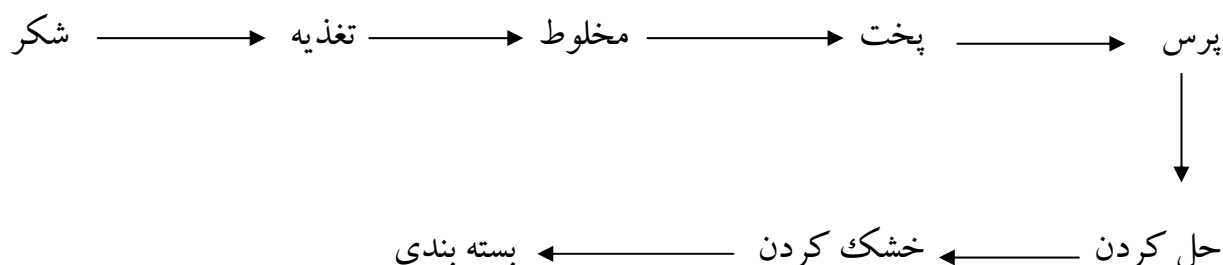 شکر تغذیه مخلوط پخت پرس
حل کردن خشک کردن بسته بندی